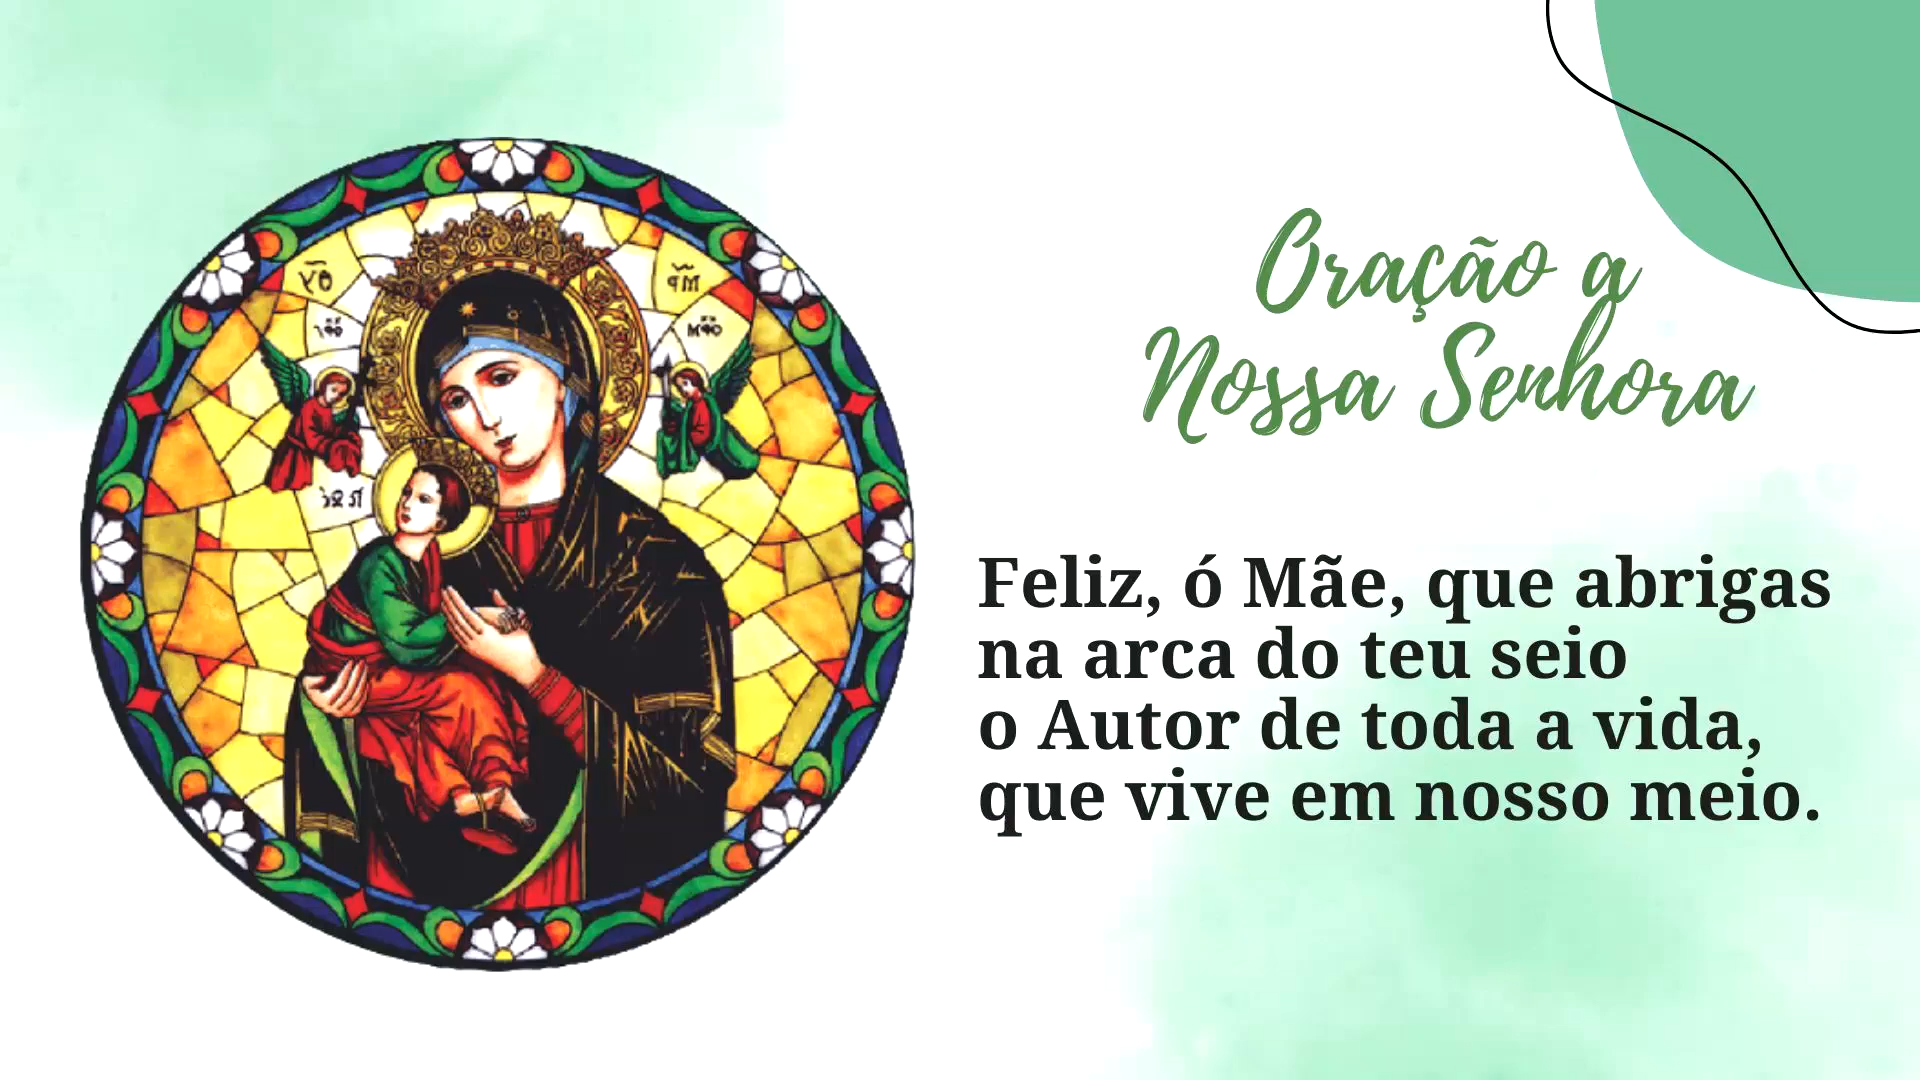 Oração a
Nossa Senhora
Feliz, ó Mãe, que abrigas
na arca do teu seio
o Autor de toda a vida,
que vive em nosso meio.